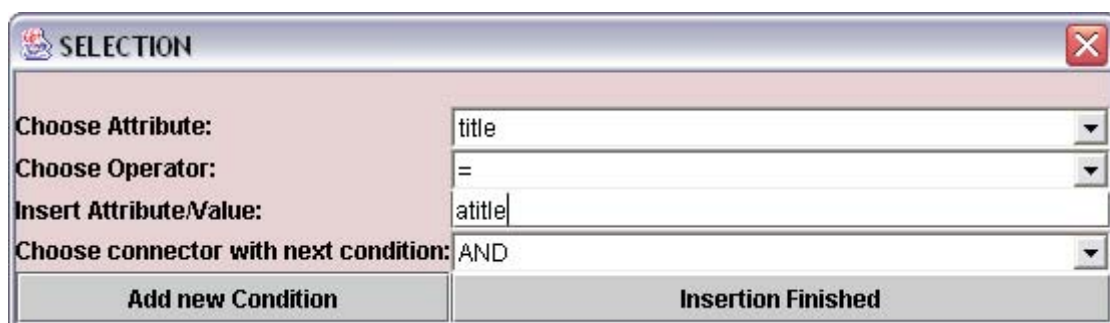 SELECTION
Choose Attribute: title
Choose Operator: =
Insert Attribute/Value: atitle
Choose connector with next condition: AND
Add new Condition Insertion Finished